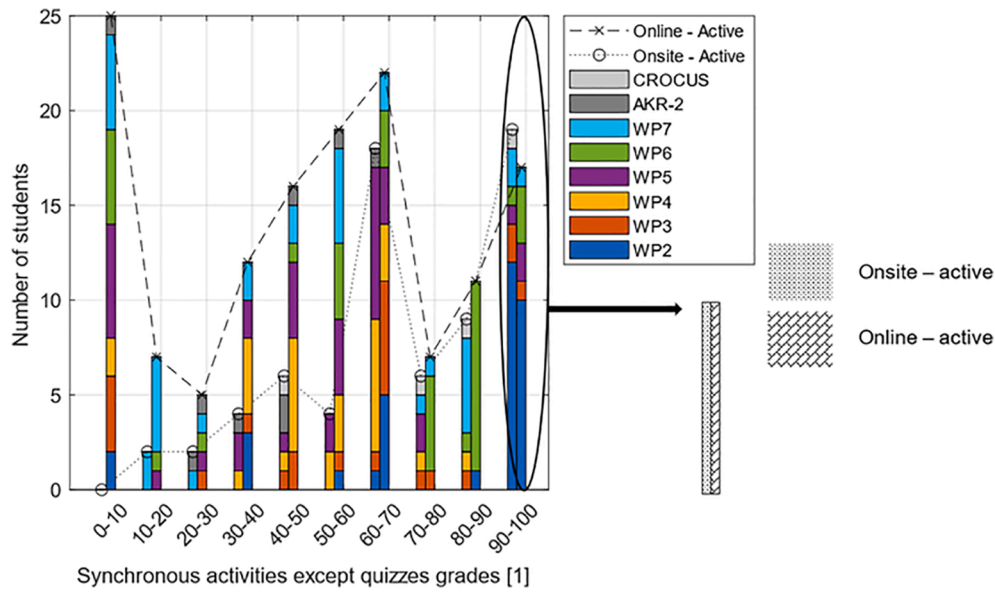 25
20
15
10
5
0
Number of students
0-10
10-20
20-30
30-40
40-50
50-60
60-70
70-80
80-90
90-100
Synchronous activities except quizzes grades [1]
Online - Active
Onsite - Active
CROCUS
AKR-2
WP7
WP6
WP5
WP4
WP3
WP2
Onsite – active
Online – active